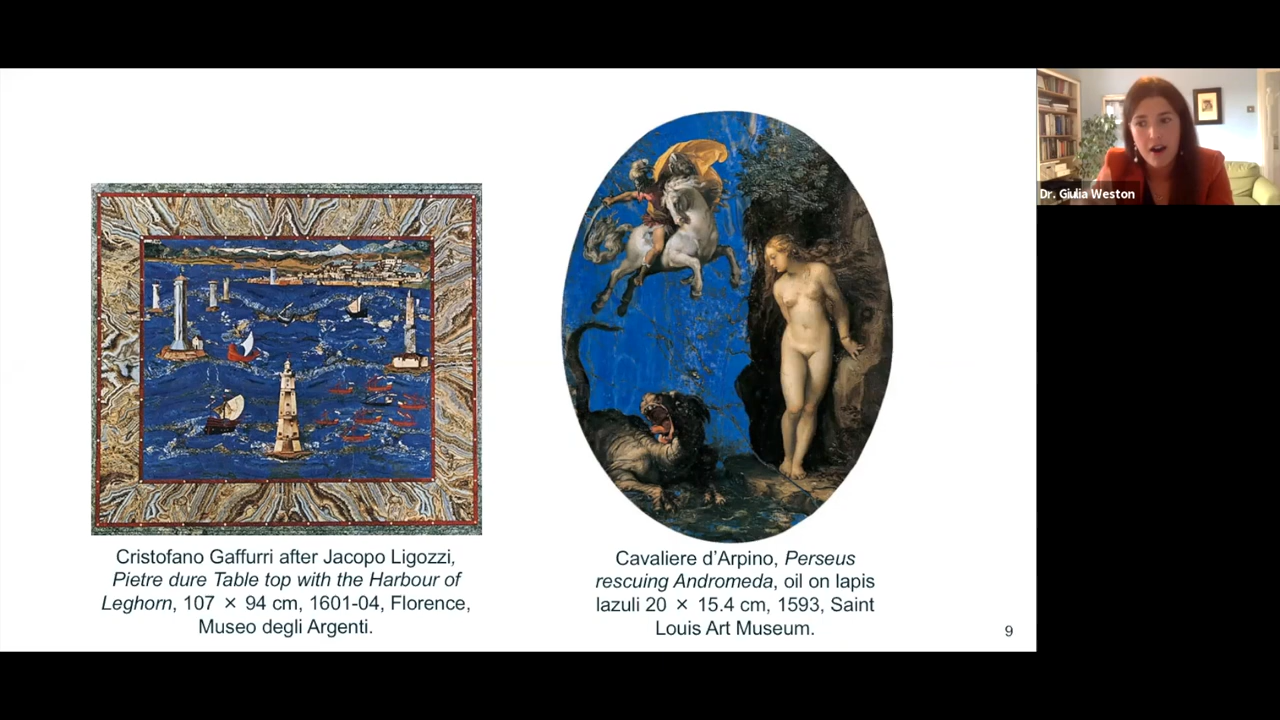 Dr. Giulia Weston
Cristofano Gaffurri after Jacopo Ligozzi,
Pietre dure Table top with the Harbour of
Leghorn, 107 × 94 cm, 1601-04, Florence,
Museo degli Argenti.
Cavaliere d'Arpino, Perseus
rescuing Andromeda, oil on lapis
lazuli 20 × 15.4 cm, 1593, Saint
Louis Art Museum.
9